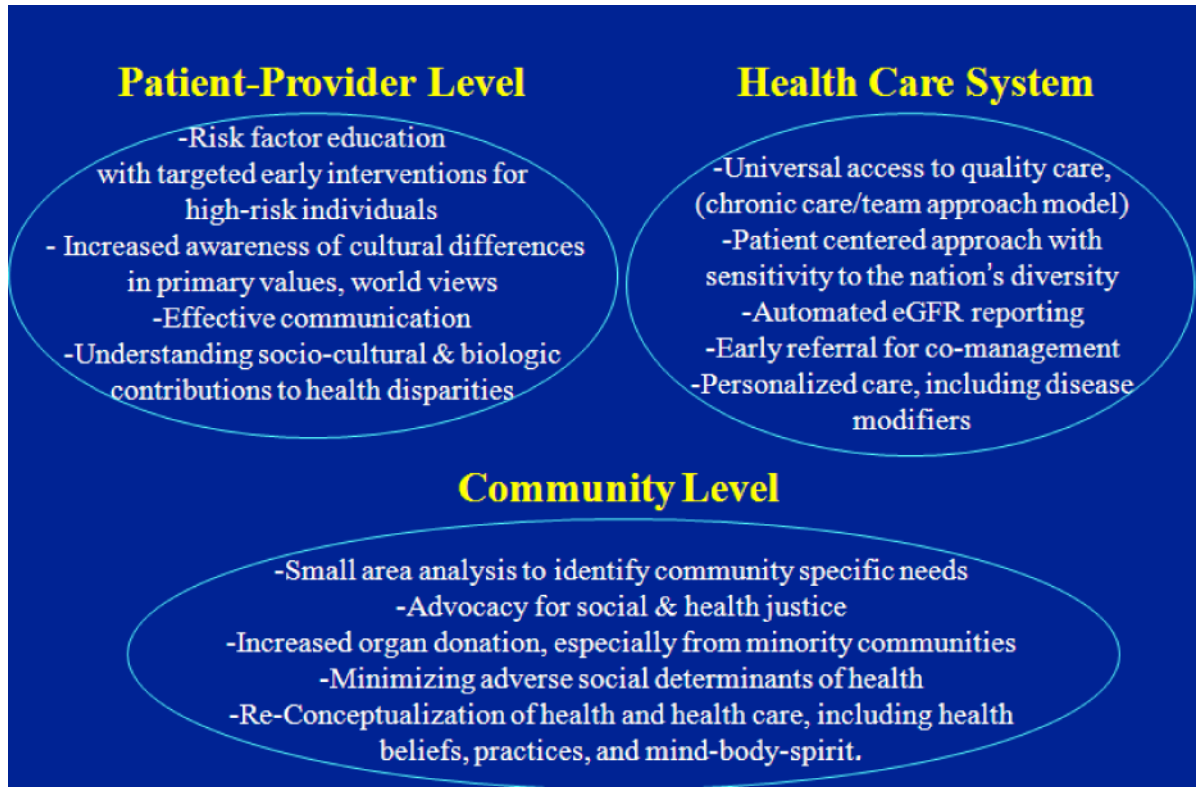 Patient-Provider Level
-Risk factor education
with targeted early interventions for
high-risk individuals
- Increased awareness of cultural differences
in primary values, world views
-Effective communication
-Understanding socio-cultural & biologic
contributions to health disparities
Health Care System
-Universal access to quality care,
(chronic care/team approach model)
-Patient centered approach with
sensitivity to the nation's diversity
-Automated eGFR reporting
-Early referral for co-management
-Personalized care, including disease
modifiers
Community Level
-Small area analysis to identify community specific needs
-Advocacy for social & health justice
-Increased organ donation, especially from minority communities
-Minimizing adverse social determinants of health
-Re-Conceptualization of health and health care, including health
beliefs, practices, and mind-body-spirit.